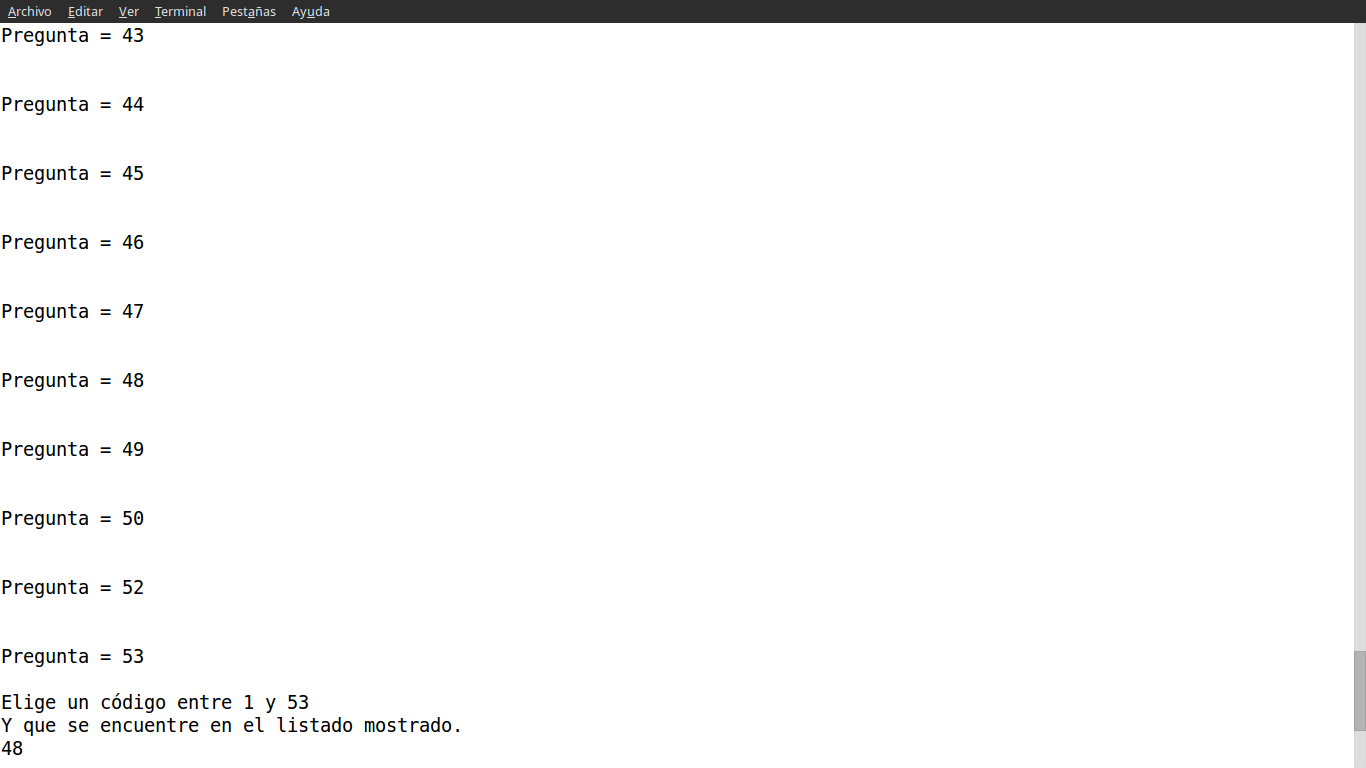 Archivo Editar Ver Terminal Pestañas Ayuda
Pregunta = 43
Pregunta = 44
Pregunta = 45
Pregunta = 46
Pregunta = 47
Pregunta = 48
Pregunta = 49
Pregunta = 50
Pregunta = 52
Pregunta = 53
Elige un código entre 1 y 53
Y que se encuentre en el listado mostrado.
48